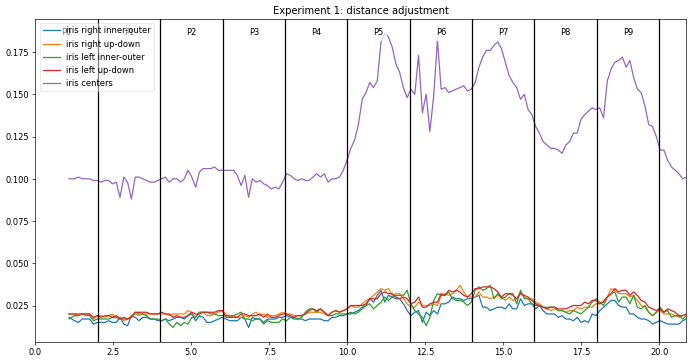 Experiment 1: distance adjustment
P2 P3 P4 P5 P6 P7 P8 P9
iris right inner-outer
iris right up-down
iris left inner-outer
iris left up-down
iris centers
0.175
0.150
0.125
0.100
0.075
0.050
0.025
0.0 2.5 5.0 7.5 10.0 12.5 15.0 17.5 20.0